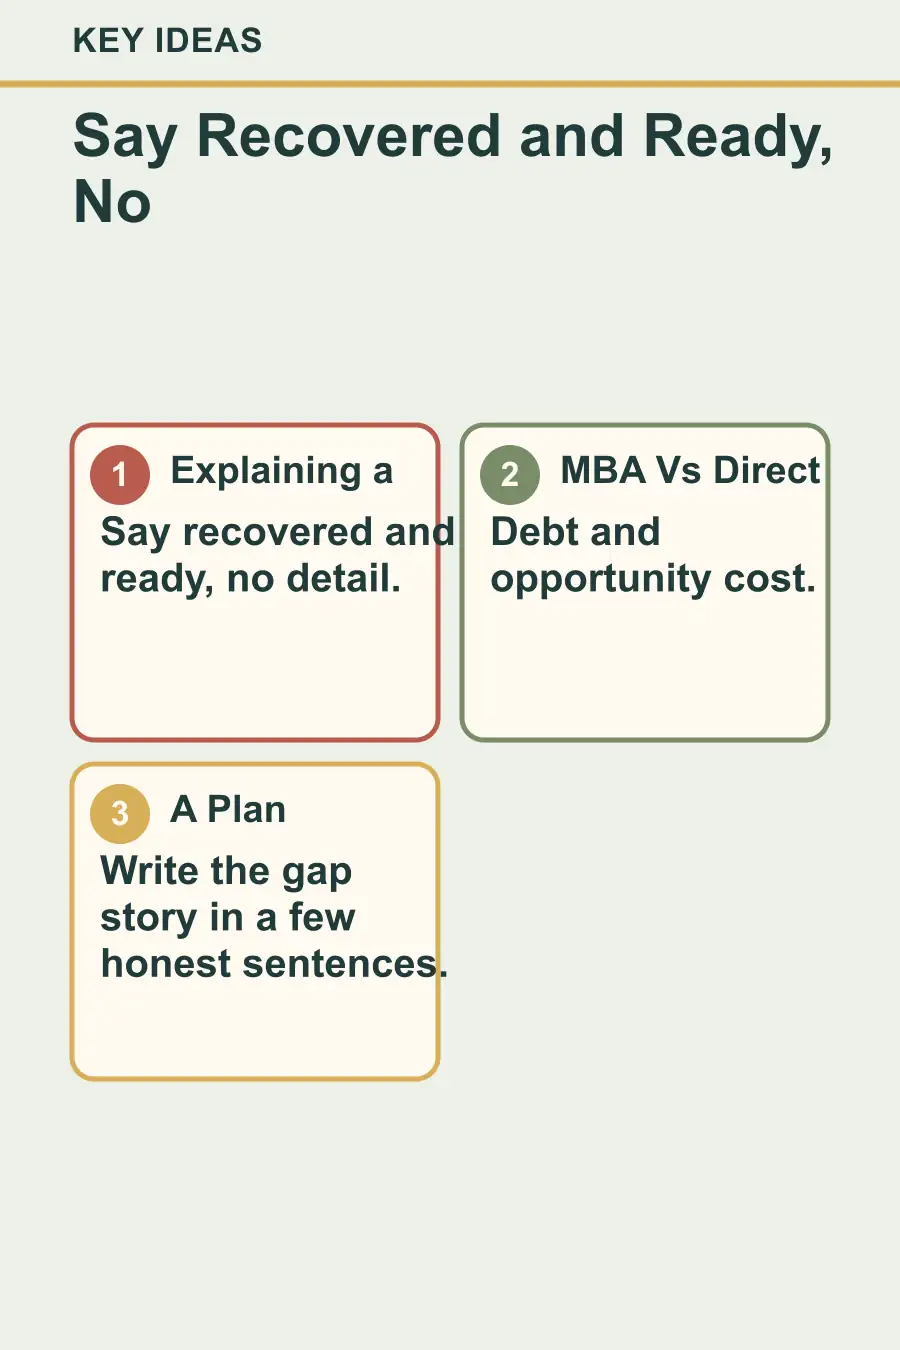 KEY IDEAS
Say Recovered and Ready,
No
1
Explaining a
Say recovered and
ready, no detail.
2
MBA Vs Direct
Debt and
opportunity cost.
3
A Plan
Write the gap
story in a few
honest sentences.